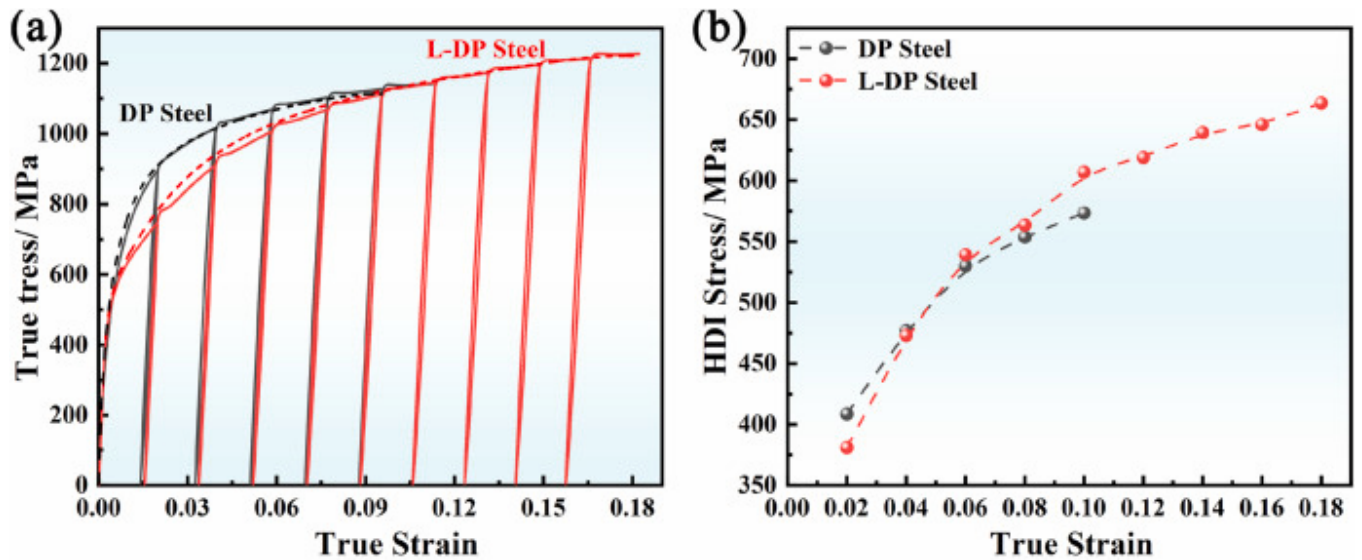 (a)
True tress/ MPa
1200
1000
800
600
400
200
0
L-DP Steel
DP Steel
0.00 0.03 0.06 0.09 0.12 0.15 0.18
True Strain
(b)
HDI Stress/ MPa
700
650
600
550
500
450
400
350
DP Steel
L-DP Steel
0.00 0.02 0.04 0.06 0.08 0.10 0.12 0.14 0.16 0.18
True Strain